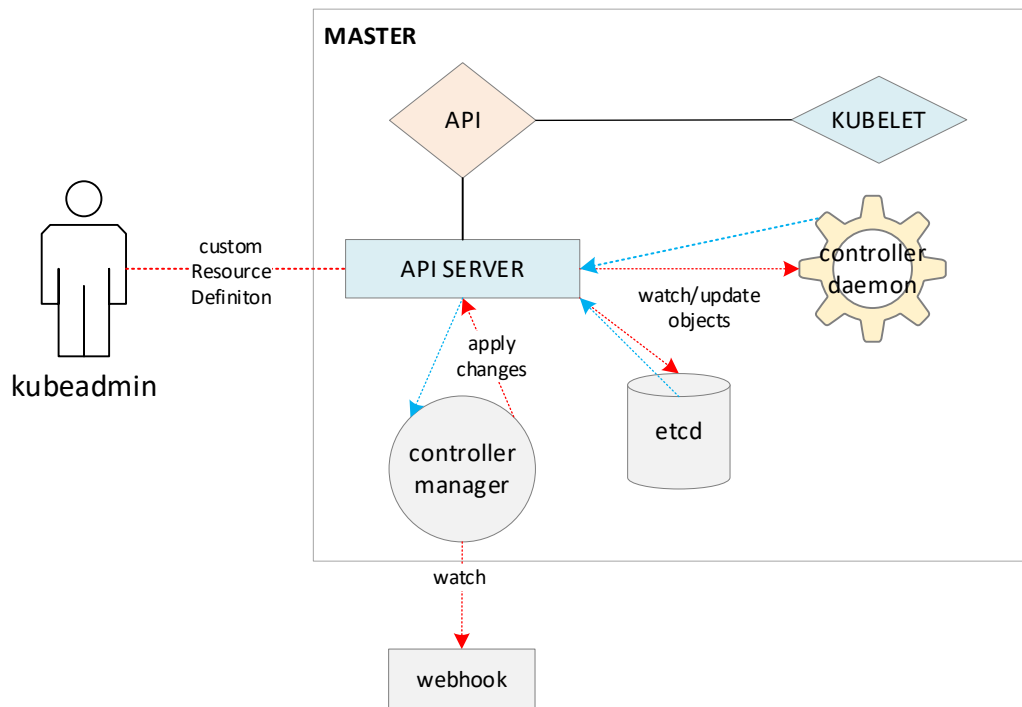 MASTER
API
KUBELET
custom
Resource
Definiton
API SERVER
controller
daemon
watch/update
objects
apply
changes
kubeadmin
etcd
controller
manager
watch
webhook